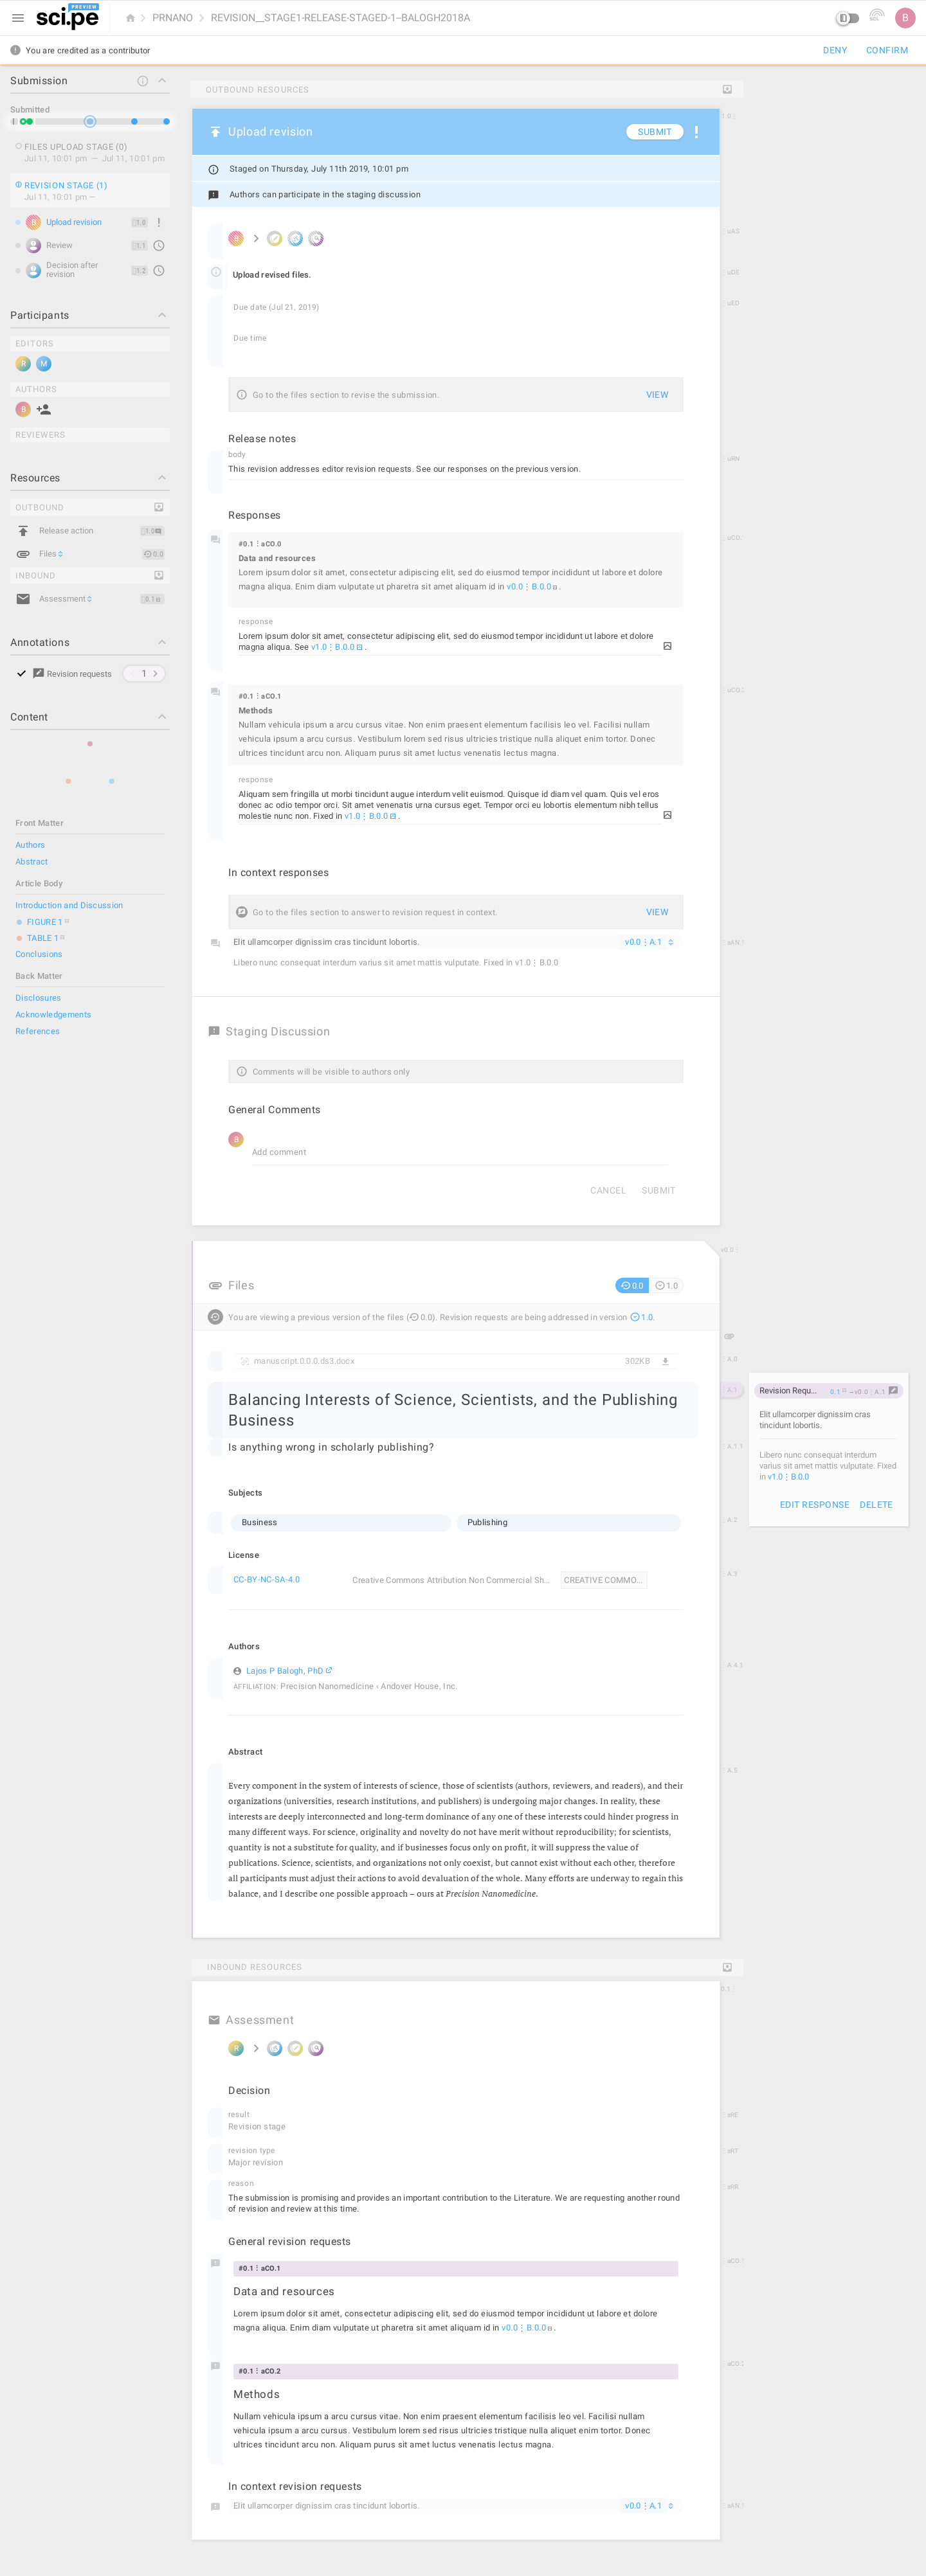 sci.pe PREVIEW
PRNANO
REVISION__STAGE1-RELEASE-STAGED-1--BALOGH2018A
B
You are credited as a contributor
DENY
CONFIRM
Submission
Submitted
FILES UPLOAD STAGE (0)
Jul 11, 10:01 pm — Jul 11, 10:01 pm
REVISION STAGE (1)
Jul 11, 10:01 pm —
B Upload revision
Review
Decision after
revision
Participants
EDITORS
R M
AUTHORS
B
REVIEWERS
Resources
OUTBOUND
Release action
Files
INBOUND
Assessment
Annotations
Revision requests
1
Content
Front Matter
Authors
Abstract
Article Body
Introduction and Discussion
FIGURE 1
TABLE 1
Conclusions
Back Matter
Disclosures
Acknowledgements
References
OUTBOUND RESOURCES
Upload revision
SUBMIT
Staged on Thursday, July 11th 2019, 10:01 pm
Authors can participate in the staging discussion
B
Upload revised files.
Due date (Jul 21, 2019)
Due time
Go to the files section to revise the submission.
VIEW
Release notes
body
This revision addresses editor revision requests. See our responses on the previous version.
Responses
#0.1⋮aCO.0
Data and resources
Lorem ipsum dolor sit amet, consectetur adipiscing elit, sed do eiusmod tempor incididunt ut labore et dolore
magna aliqua. Enim diam vulputate ut pharetra sit amet aliquam id in v0.0⋮B.0.0 .
response
Lorem ipsum dolor sit amet, consectetur adipiscing elit, sed do eiusmod tempor incididunt ut labore et dolore
magna aliqua. See v1.0⋮B.0.0 .
#0.1⋮aCO.1
Methods
Nullam vehicula ipsum a arcu cursus vitae. Non enim praesent elementum facilisis leo vel. Facilisi nullam
vehicula ipsum a arcu cursus. Vestibulum lorem sed risus ultricies tristique nulla aliquet enim tortor. Donec
ultrices tincidunt arcu non. Aliquam purus sit amet luctus venenatis lectus magna.
response
Aliquam sem fringilla ut morbi tincidunt augue interdum velit euismod. Quisque id diam vel quam. Quis vel eros
donec ac odio tempor orci. Sit amet venenatis urna cursus eget. Tempor orci eu lobortis elementum nibh tellus
molestie nunc non. Fixed in v1.0⋮B.0.0 .
In context responses
Go to the files section to answer to revision request in context.
VIEW
Elit ullamcorper dignissim cras tincidunt lobortis.
v0.0⋮A.1
Libero nunc consequat interdum varius sit amet mattis vulputate. Fixed in v1.0⋮B.0.0
Staging Discussion
Comments will be visible to authors only
General Comments
B
Add comment
CANCEL
SUBMIT
Files
0.0
1.0
You are viewing a previous version of the files (0.0). Revision requests are being addressed in version 1.0.
manuscript.0.0.0.ds3.docx
302KB
Balancing Interests of Science, Scientists, and the Publishing
Business
Is anything wrong in scholarly publishing?
Subjects
Business
Publishing
License
CC-BY-NC-SA-4.0
Creative Commons Attribution Non Commercial Sh...
CREATIVE COMMO...
Authors
Lajos P Balogh, PhD
AFFILIATION: Precision Nanomedicine ‹ Andover House, Inc.
Abstract
Every component in the system of interests of science, those of scientists (authors, reviewers, and readers), and their
organizations (universities, research institutions, and publishers) is undergoing major changes. In reality, these
interests are deeply interconnected and long-term dominance of any one of these interests could hinder progress in
many different ways. For science, originality and novelty do not have merit without reproducibility; for scientists,
quantity is not a substitute for quality, and if businesses focus only on profit, it will suppress the value of
publications. Science, scientists, and organizations not only coexist, but cannot exist without each other, therefore
all participants must adjust their actions to avoid devaluation of the whole. Many efforts are underway to regain this
balance, and I describe one possible approach – ours at Precision Nanomedicine.
Revision Requ...
0.1 →v0.0⋮A.1
Elit ullamcorper dignissim cras
tincidunt lobortis.
Libero nunc consequat interdum
varius sit amet mattis vulputate. Fixed
in v1.0⋮B.0.0
EDIT RESPONSE
DELETE
INBOUND RESOURCES
Assessment
R
Decision
result
Revision stage
revision type
Major revision
reason
The submission is promising and provides an important contribution to the Literature. We are requesting another round
of revision and review at this time.
General revision requests
#0.1⋮aCO.1
Data and resources
Lorem ipsum dolor sit amet, consectetur adipiscing elit, sed do eiusmod tempor incididunt ut labore et dolore
magna aliqua. Enim diam vulputate ut pharetra sit amet aliquam id in v0.0⋮B.0.0 .
#0.1⋮aCO.2
Methods
Nullam vehicula ipsum a arcu cursus vitae. Non enim praesent elementum facilisis leo vel. Facilisi nullam
vehicula ipsum a arcu cursus. Vestibulum lorem sed risus ultricies tristique nulla aliquet enim tortor. Donec
ultrices tincidunt arcu non. Aliquam purus sit amet luctus venenatis lectus magna.
In context revision requests
Elit ullamcorper dignissim cras tincidunt lobortis.
v0.0⋮A.1